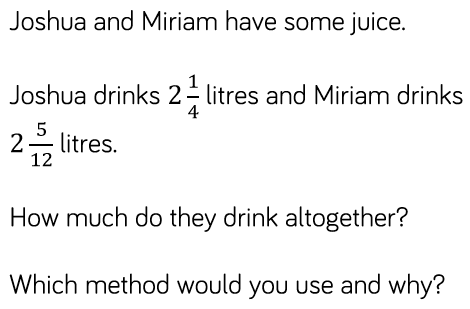 Joshua and Miriam have some juice.
Joshua drinks 2 1/4 litres and Miriam drinks
2 5/12 litres.
How much do they drink altogether?
Which method would you use and why?